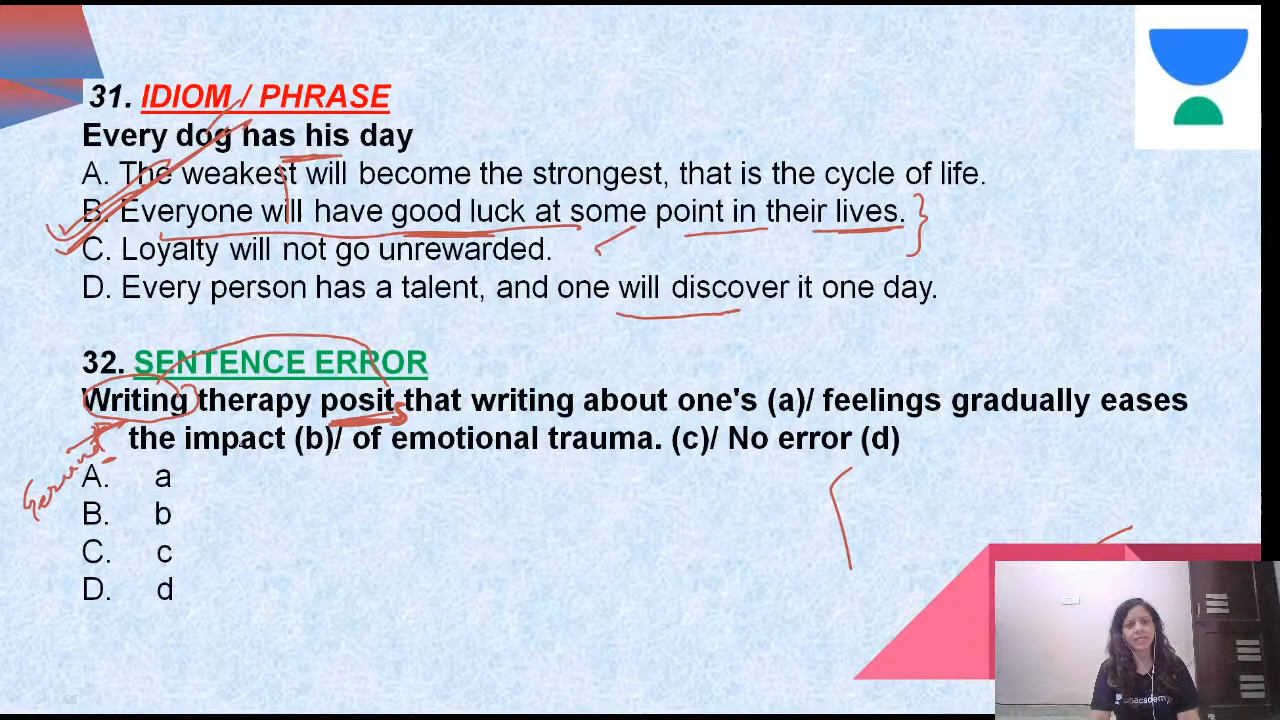 31. IDIOM / PHRASE
Every dog has his day
A. The weakest will become the strongest, that is the cycle of life.
B. Everyone will have good luck at some point in their lives.
C. Loyalty will not go unrewarded.
D. Every person has a talent, and one will discover it one day.
32. SENTENCE ERROR
Writing therapy posit that writing about one's (a)/ feelings gradually eases
s
the impact (b)/ of emotional trauma. (c)/ No error (d)
Gerund
A. a
B. b
C. c
D. d
unacademy